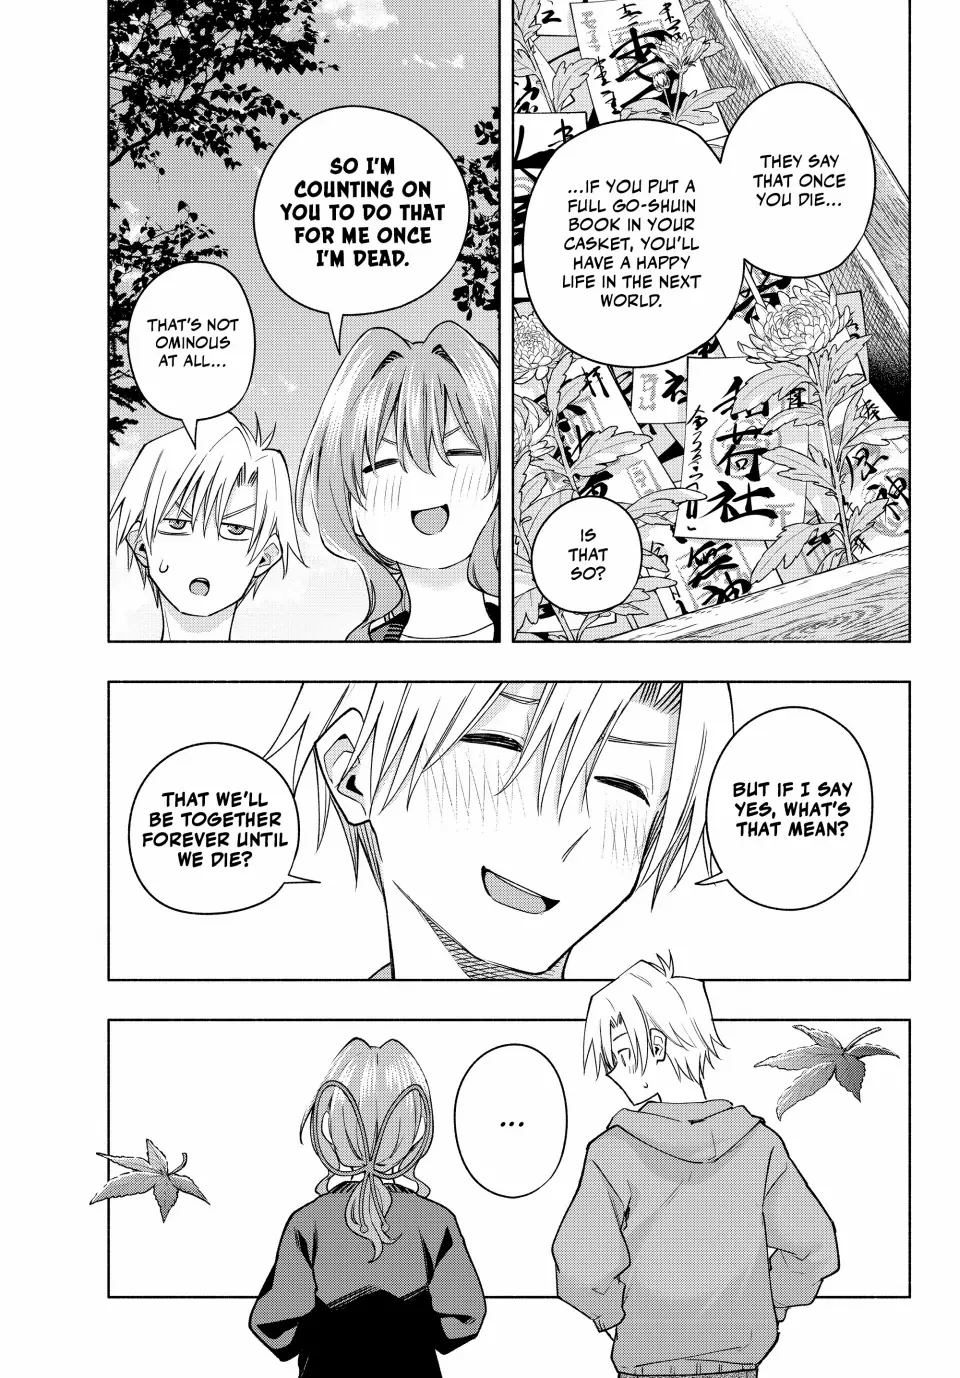 THEY SAY
THAT ONCE
YOU DIE...
...IF YOU PUT A
FULL GO-SHUIN
BOOK IN YOUR
CASKET, YOU'LL
HAVE A HAPPY
LIFE IN THE NEXT
WORLD.
稲荷社
IS
THAT
SO?
SO I'M
COUNTING ON
YOU TO DO THAT
FOR ME ONCE
I'M DEAD.
THAT'S NOT
OMINOUS
AT ALL...
BUT IF I SAY
YES, WHAT'S
THAT MEAN?
THAT WE'LL
BE TOGETHER
FOREVER UNTIL
WE DIE?
...